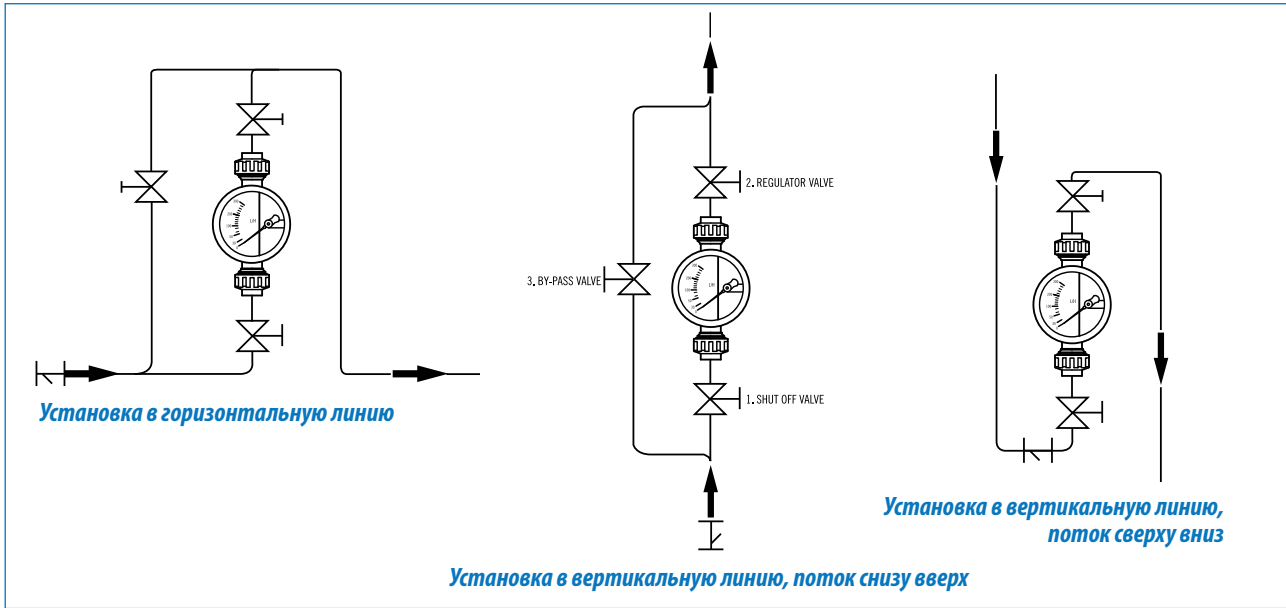 2. REGULATOR VALVE
3. BY-PASS VALVE
1. SHUT OFF VALVE
Установка в горизонтальную линию
Установка в вертикальную линию,
поток сверху вниз
Установка в вертикальную линию, поток снизу вверх